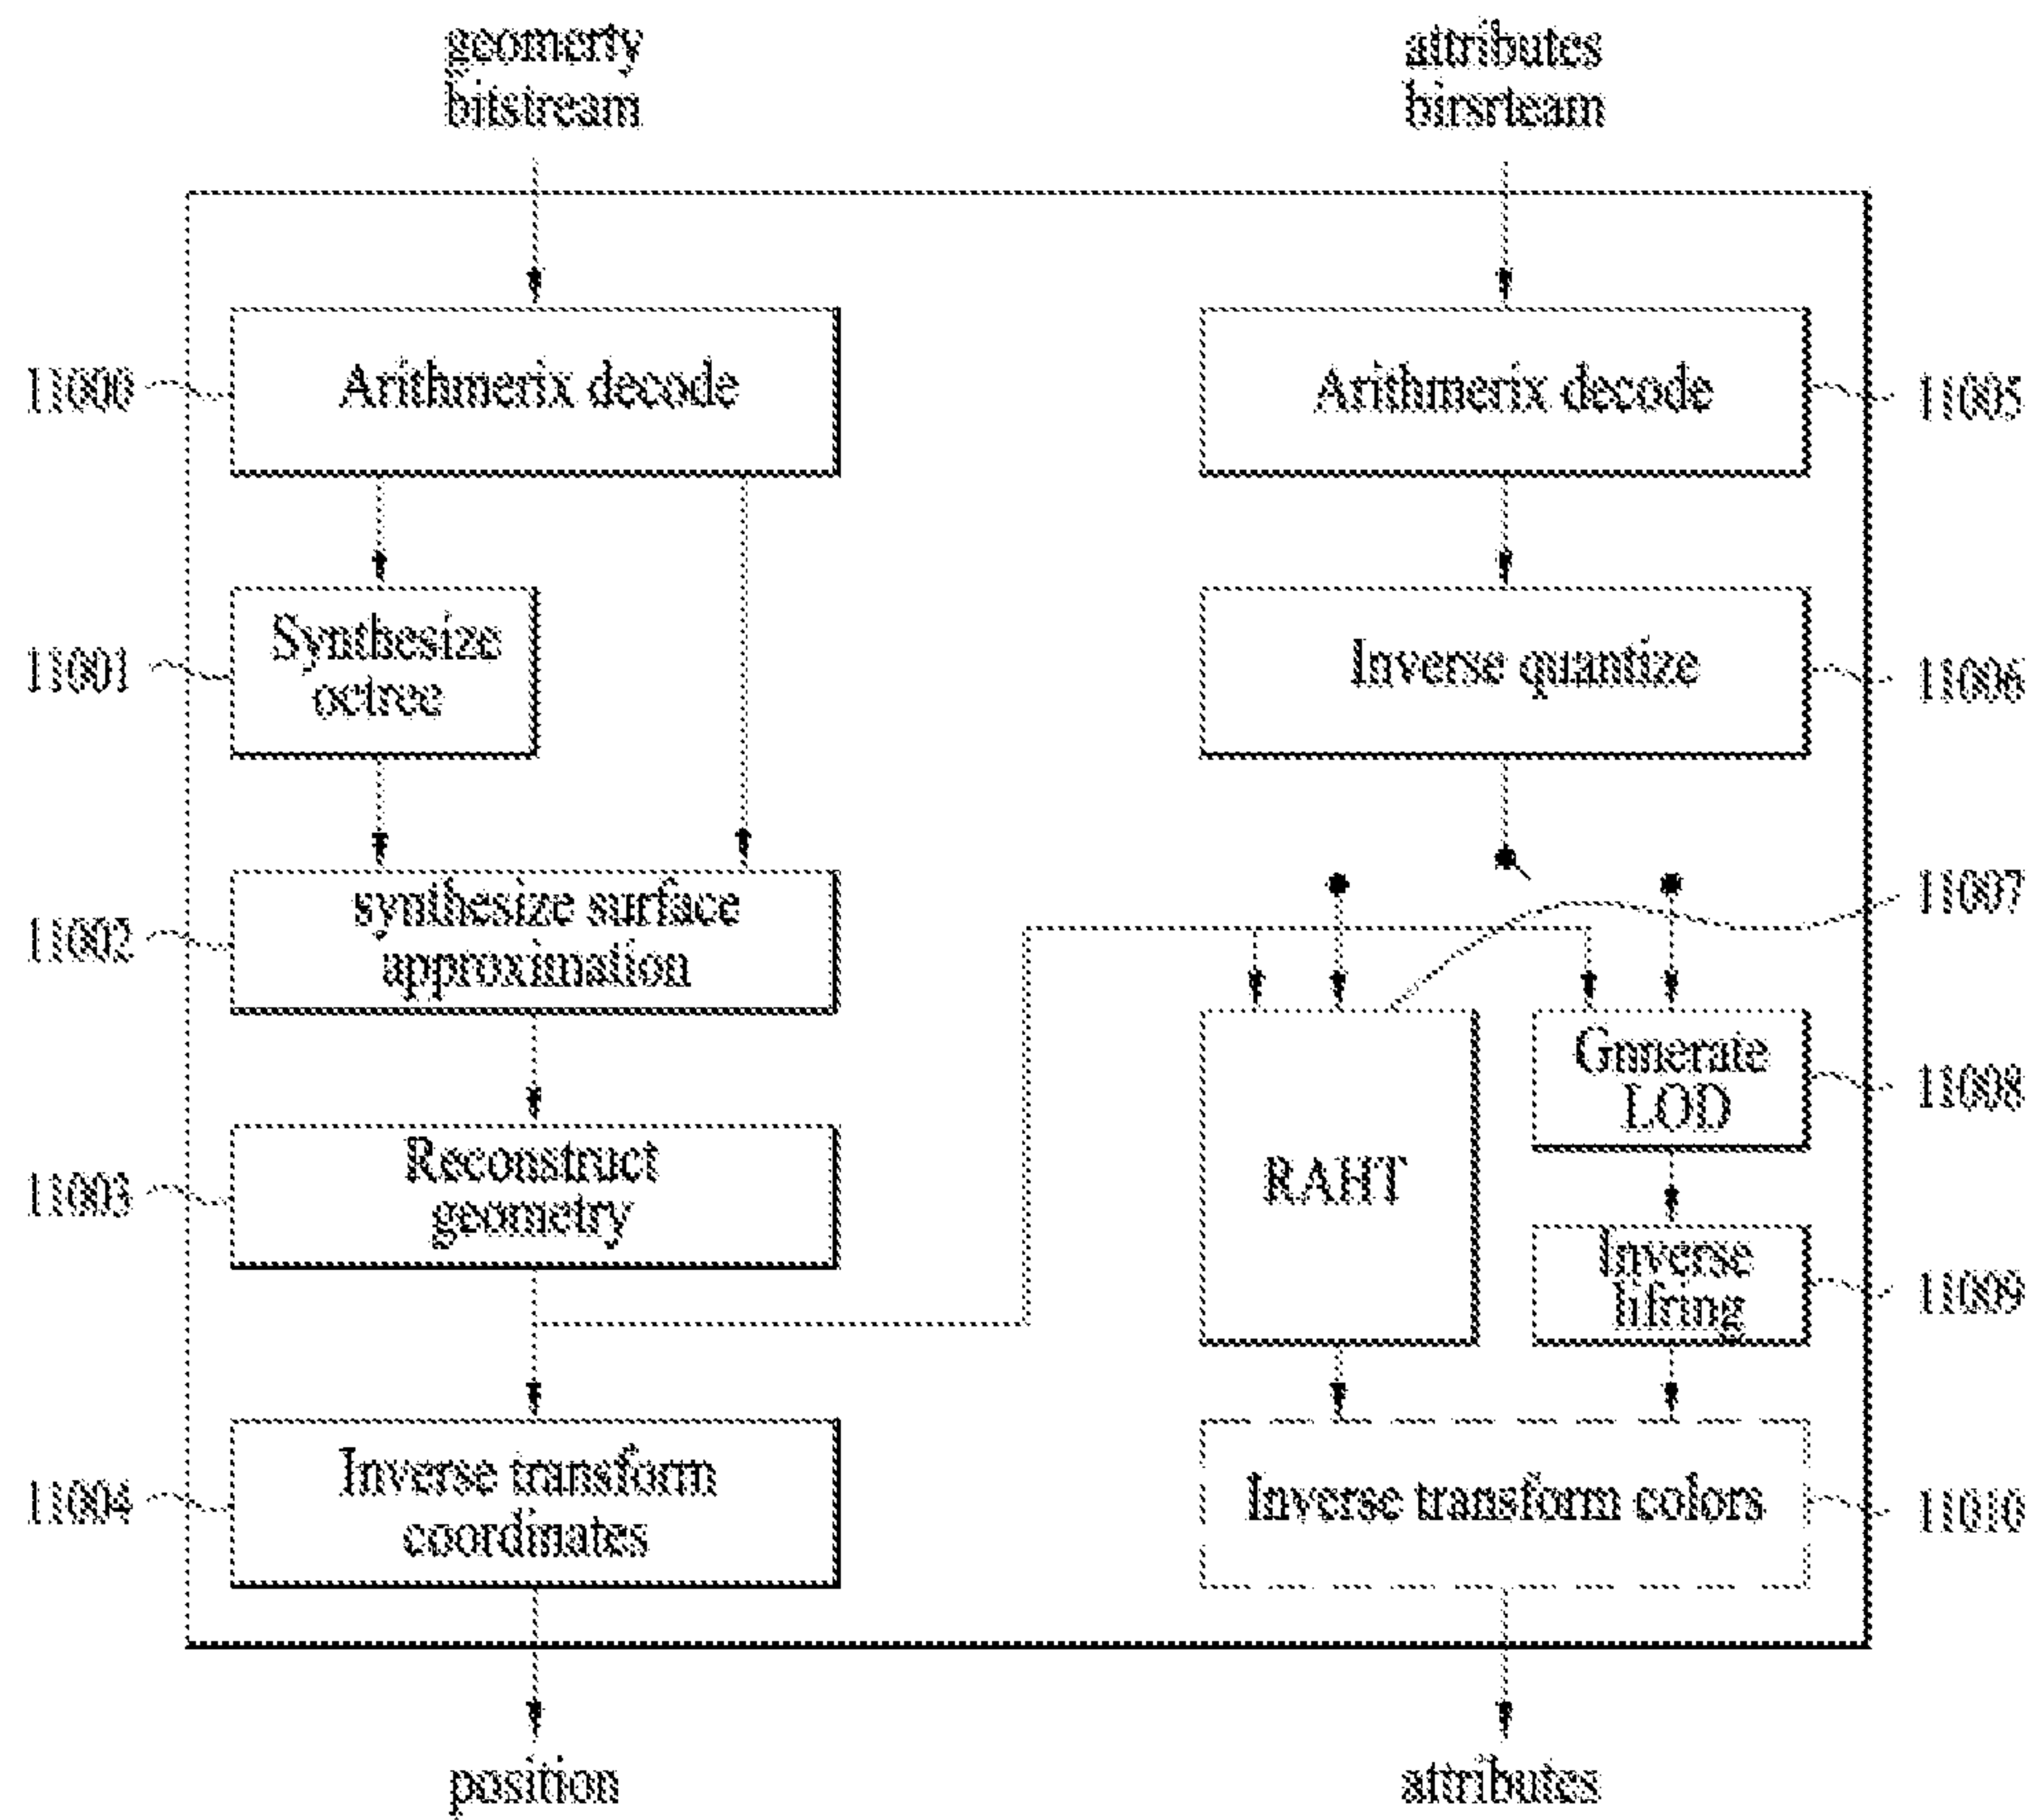 geomerty
bitstream
attributes
birsrteam
11000
Arithmerix decode
Arithmerix decode
11005
11001
Synthesize
octree
Inverse quantize
11006
11002
synthesize surface
approximation
11007
11003
Reconstruct
geometry
RAHT
Gnnerate
LOD
11008
Inverse
lifring
11009
11004
Inverse transform
coordinates
Inverse transform colors
11010
position
attributes